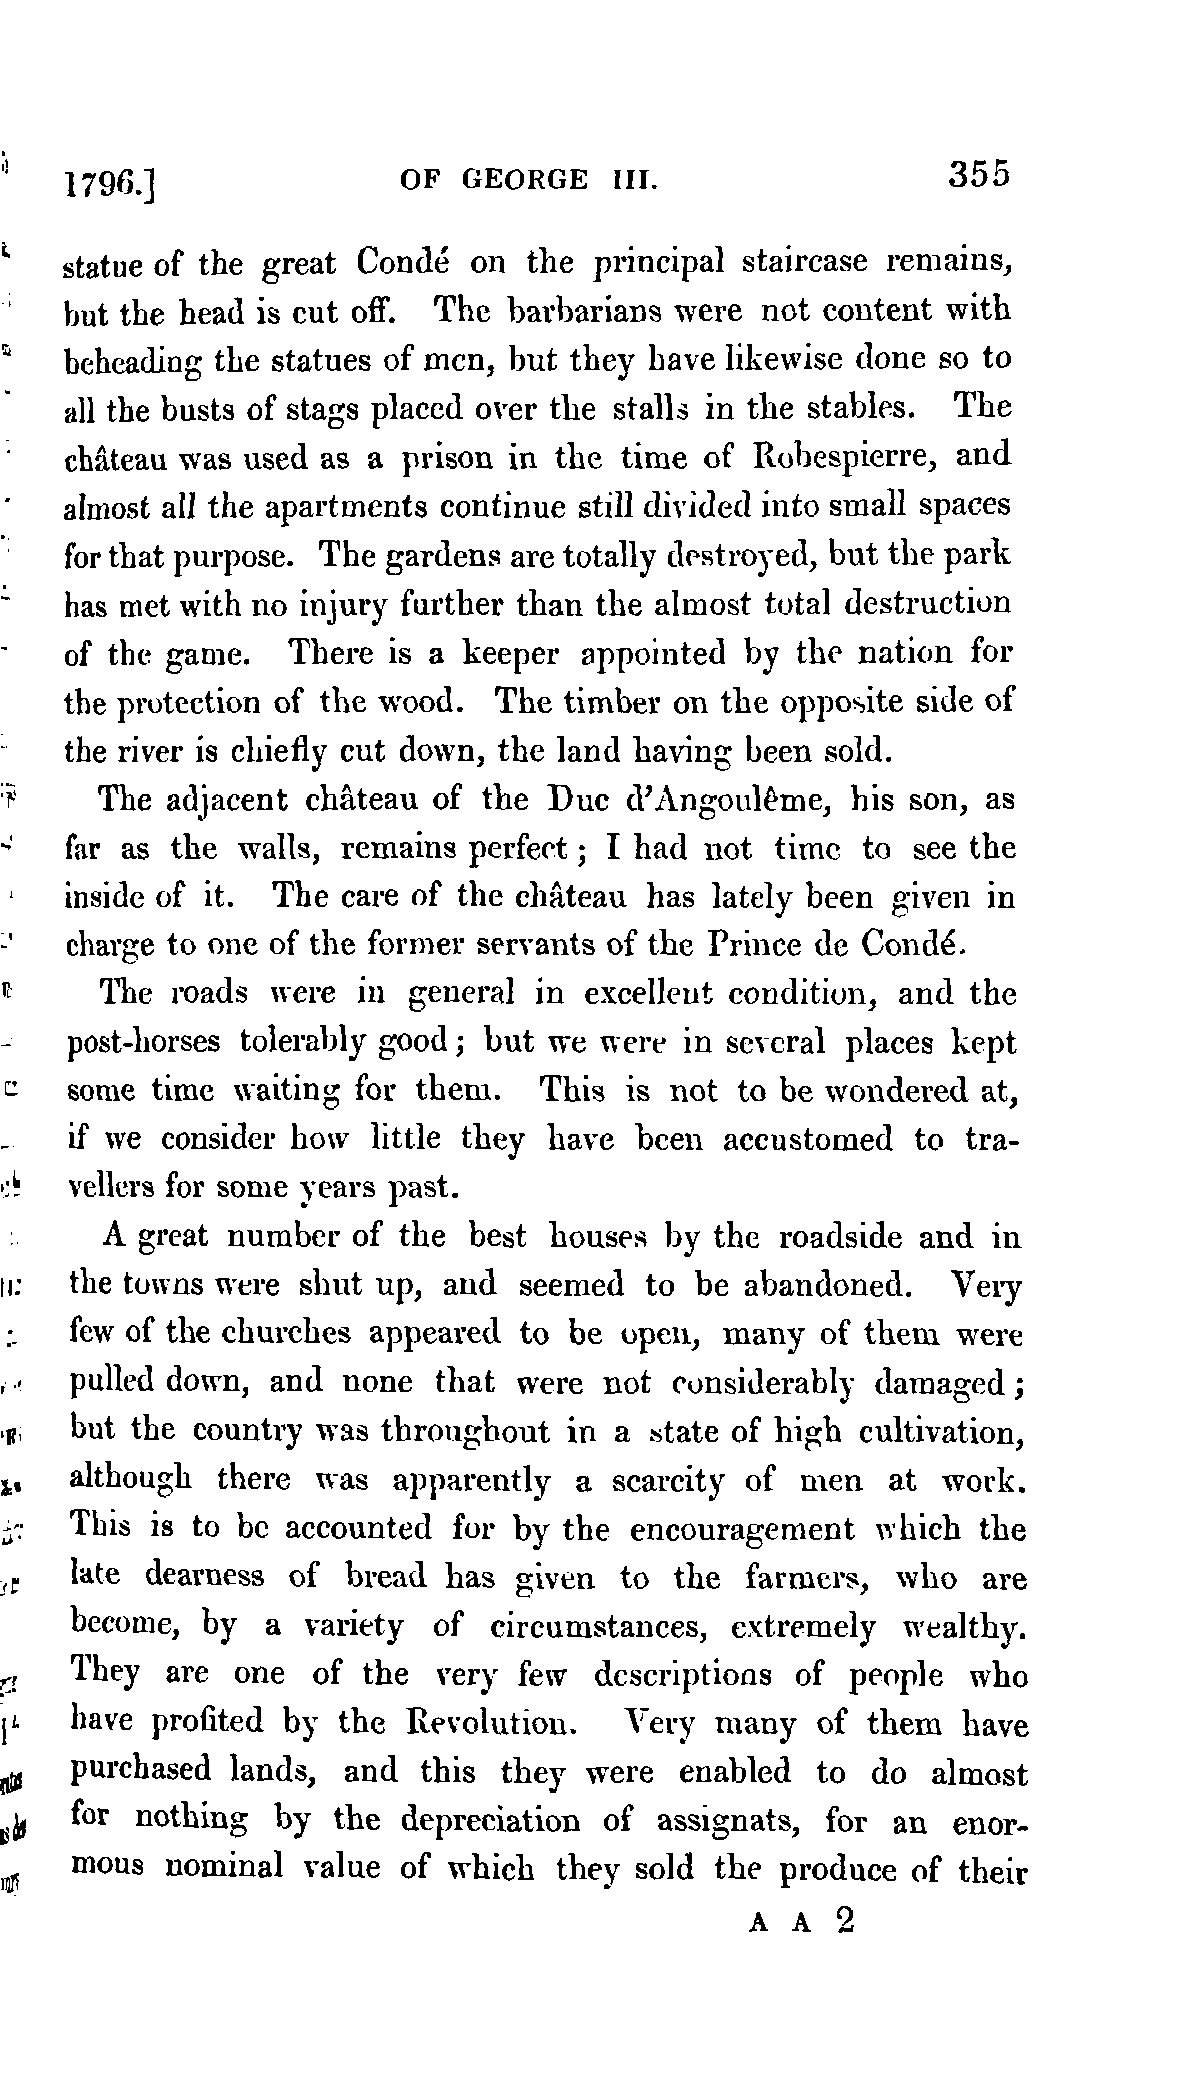 1796.] OF GEORGE III. 355
statue of the great Condé on the principal staircase remains,
but the head is cut off. The barbarians were not content with
beheading the statues of men, but they have likewise done so to
all the busts of stags placed over the stalls in the stables. The
château was used as a prison in the time of Robespierre, and
almost all the apartments continue still divided into small spaces
for that purpose. The gardens are totally destroyed, but the park
has met with no injury further than the almost total destruction
of the game. There is a keeper appointed by the nation for
the protection of the wood. The timber on the opposite side of
the river is chiefly cut down, the land having been sold.
The adjacent château of the Duc d'Angoulême, his son, as
far as the walls, remains perfect; I had not time to see the
inside of it. The care of the château has lately been given in
charge to one of the former servants of the Prince de Condé.
The roads were in general in excellent condition, and the
post-horses tolerably good; but we were in several places kept
some time waiting for them. This is not to be wondered at,
if we consider how little they have been accustomed to tra-
vellers for some years past.
A great number of the best houses by the roadside and in
the towns were shut up, and seemed to be abandoned. Very
few of the churches appeared to be open, many of them were
pulled down, and none that were not considerably damaged;
but the country was throughout in a state of high cultivation,
although there was apparently a scarcity of men at work.
This is to be accounted for by the encouragement which the
late dearness of bread has given to the farmers, who are
become, by a variety of circumstances, extremely wealthy.
They are one of the very few descriptions of people who
have profited by the Revolution. Very many of them have
purchased lands, and this they were enabled to do almost
for nothing by the depreciation of assignats, for an enor-
mous nominal value of which they sold the produce of their
A A 2